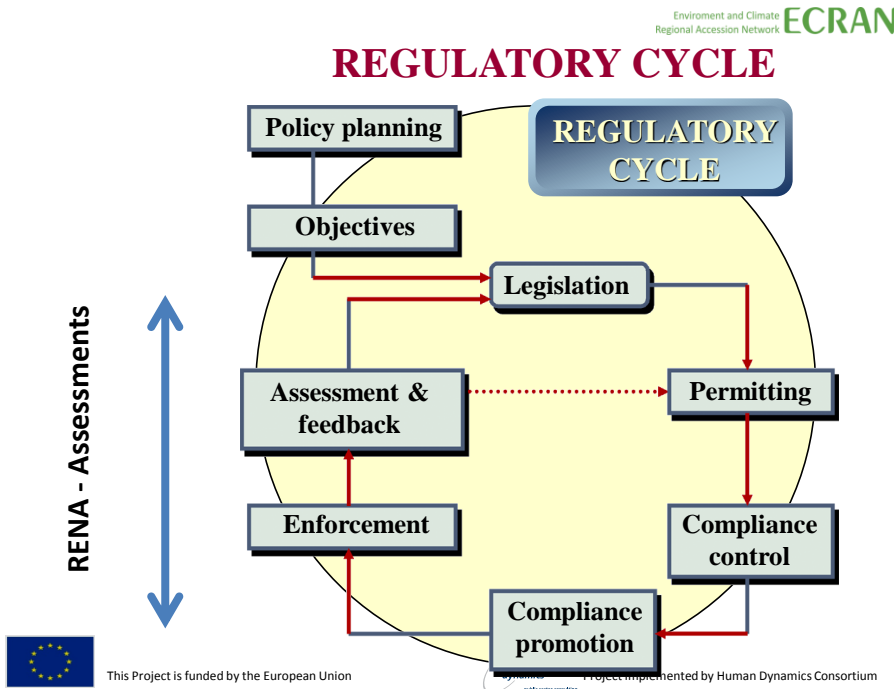 Enviroment and Climate
Regional Accession Network
ECRAN
REGULATORY CYCLE
Policy planning
REGULATORY
CYCLE
Objectives
Legislation
RENA - Assessments
Assessment &
feedback
Permitting
Enforcement
Compliance
control
Compliance
promotion
This Project is funded by the European Union
dynamics
Project implemented by Human Dynamics Consortium